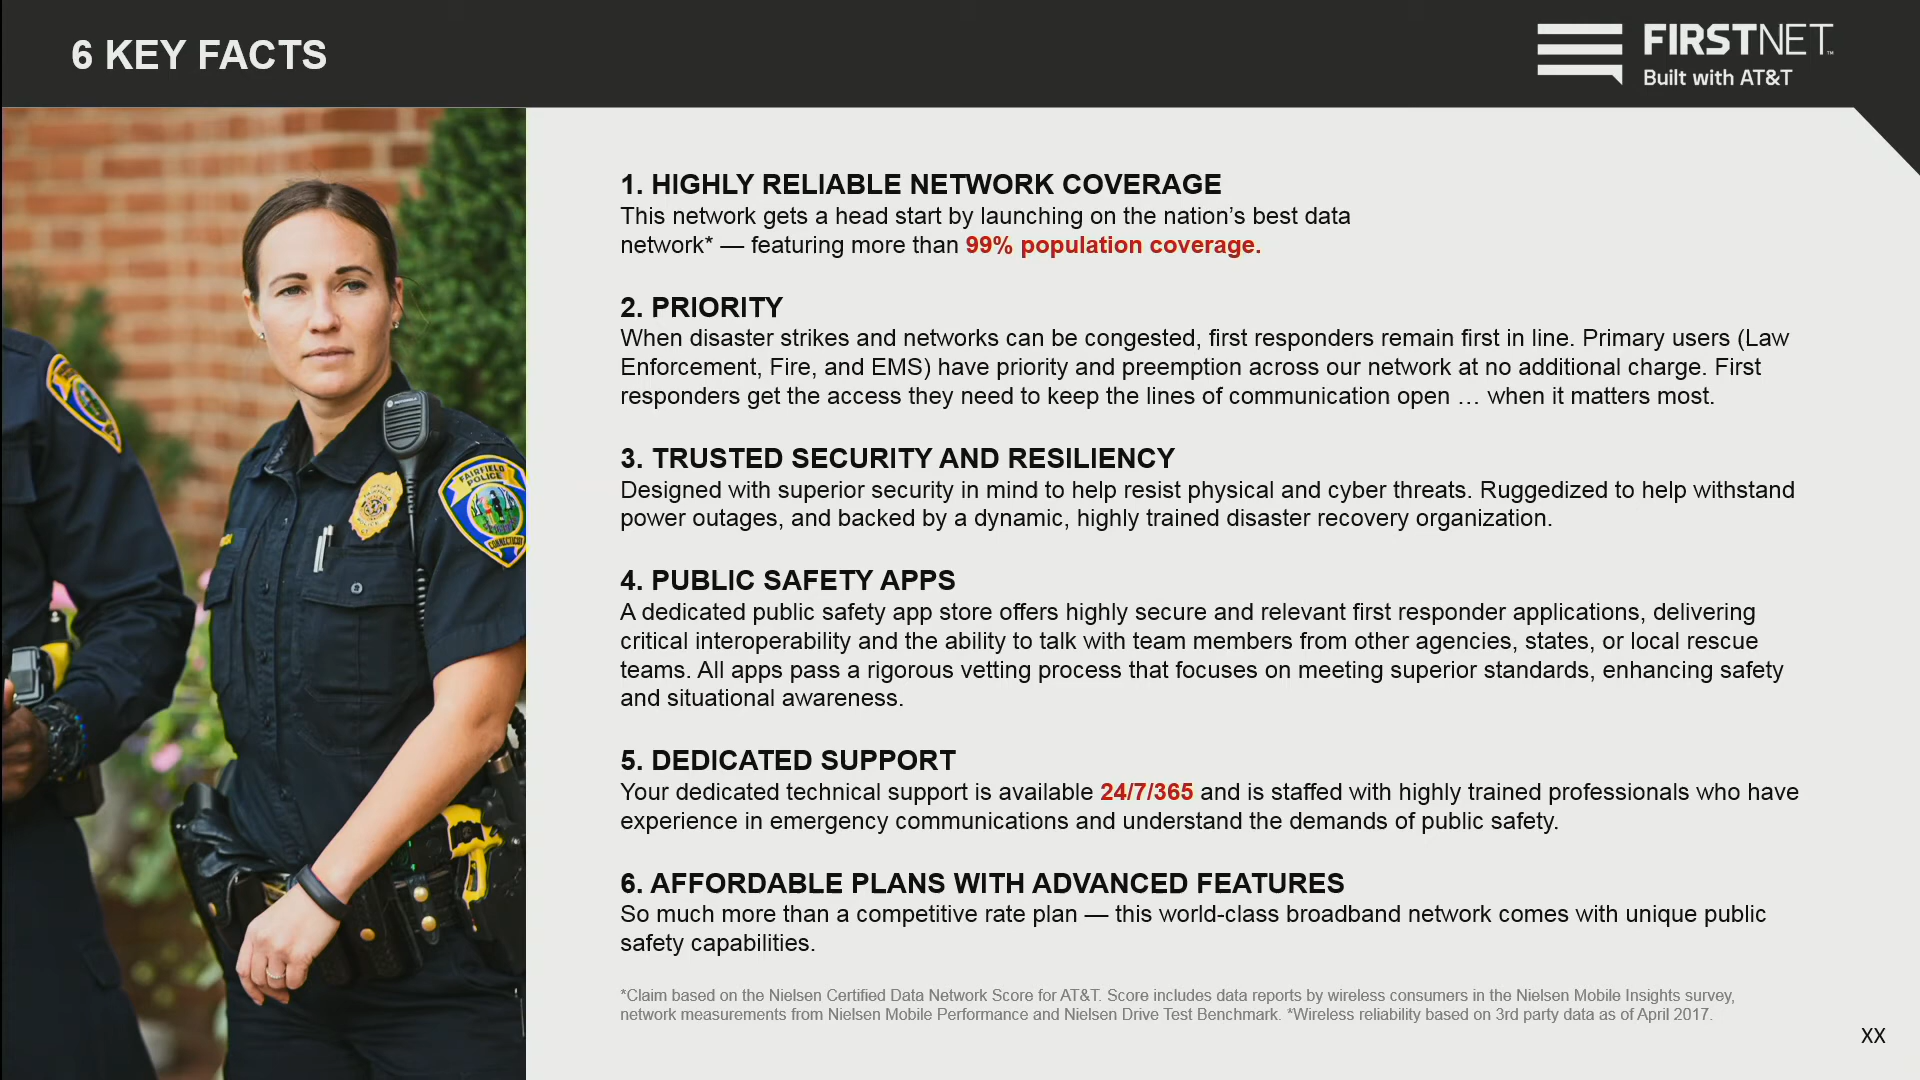 6 KEY FACTS
FIRSTNET™
Built with AT&T
1. HIGHLY RELIABLE NETWORK COVERAGE
This network gets a head start by launching on the nation’s best data
network* — featuring more than 99% population coverage.
2. PRIORITY
When disaster strikes and networks can be congested, first responders remain first in line. Primary users (Law
Enforcement, Fire, and EMS) have priority and preemption across our network at no additional charge. First
responders get the access they need to keep the lines of communication open … when it matters most.
3. TRUSTED SECURITY AND RESILIENCY
Designed with superior security in mind to help resist physical and cyber threats. Ruggedized to help withstand
power outages, and backed by a dynamic, highly trained disaster recovery organization.
4. PUBLIC SAFETY APPS
A dedicated public safety app store offers highly secure and relevant first responder applications, delivering
critical interoperability and the ability to talk with team members from other agencies, states, or local rescue
teams. All apps pass a rigorous vetting process that focuses on meeting superior standards, enhancing safety
and situational awareness.
5. DEDICATED SUPPORT
Your dedicated technical support is available 24/7/365 and is staffed with highly trained professionals who have
experience in emergency communications and understand the demands of public safety.
6. AFFORDABLE PLANS WITH ADVANCED FEATURES
So much more than a competitive rate plan — this world-class broadband network comes with unique public
safety capabilities.
*Claim based on the Nielsen Certified Data Network Score for AT&T. Score includes data reports by wireless consumers in the Nielsen Mobile Insights survey,
network measurements from Nielsen Mobile Performance and Nielsen Drive Test Benchmark. *Wireless reliability based on 3rd party data as of April 2017.
XX
FAIRFIELD
POLICE
CONNECTICUT